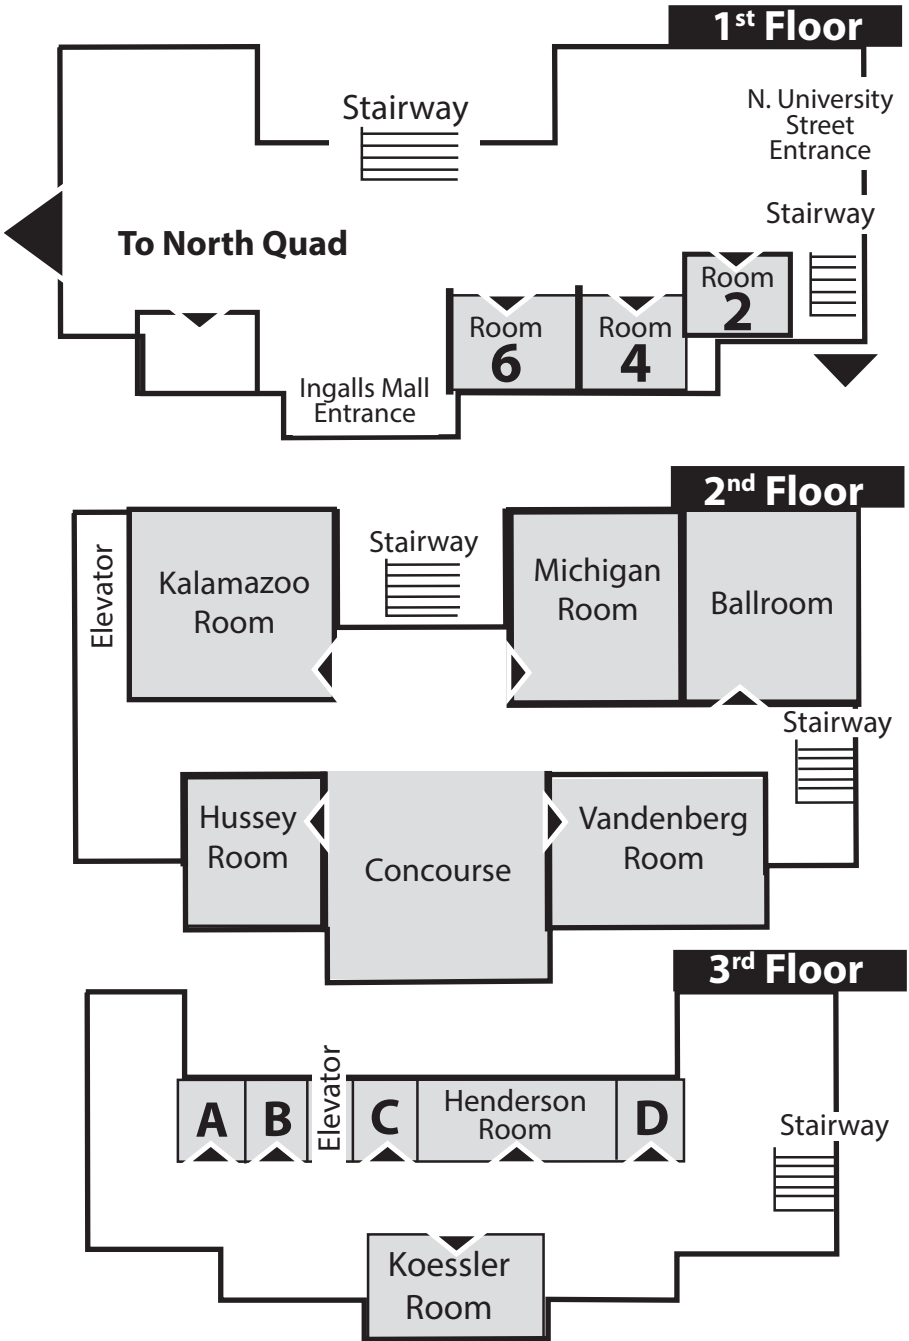 1st Floor
N. University
Street
Entrance
Stairway
Stairway
To North Quad
Room
2
Room
6
Room
4
Ingalls Mall
Entrance
2nd Floor
Elevator
Kalamazoo
Room
Stairway
Michigan
Room
Ballroom
Stairway
Hussey
Room
Concourse
Vandenberg
Room
3rd Floor
A
B
Elevator
C
Henderson
Room
D
Stairway
Koessler
Room